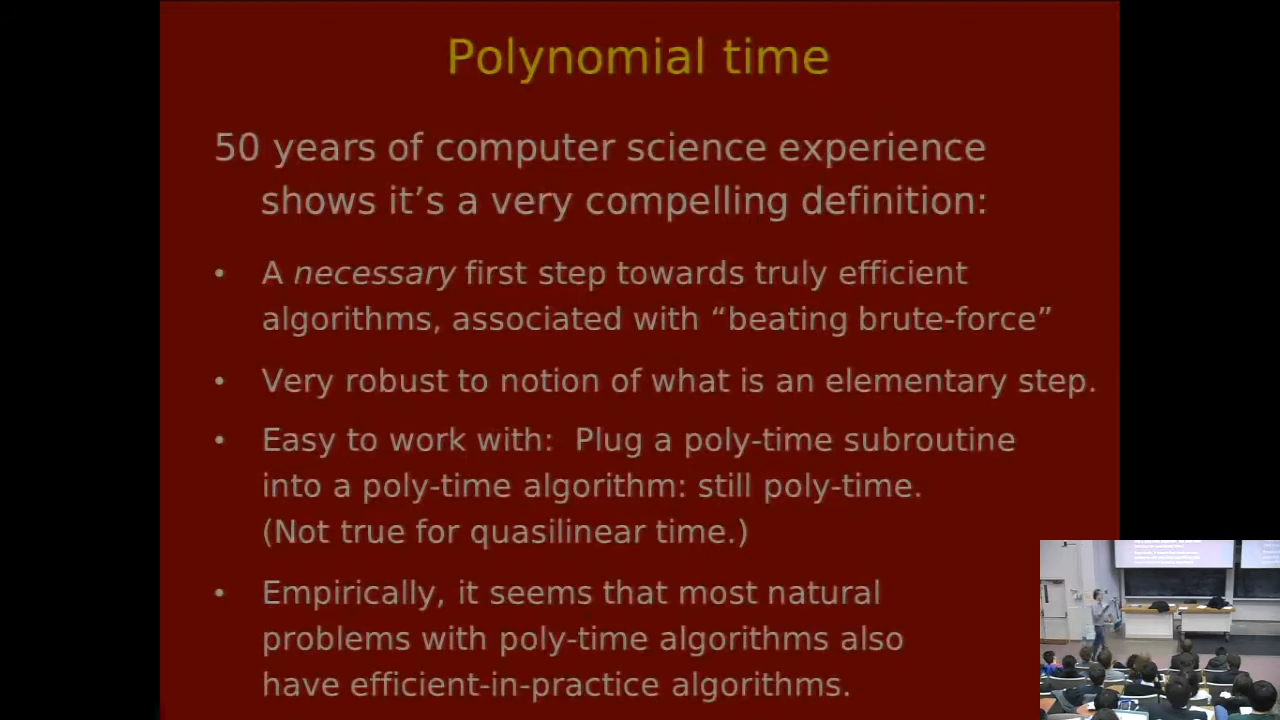 Polynomial time
50 years of computer science experience
shows it’s a very compelling definition:
• A necessary first step towards truly efficient
algorithms, associated with “beating brute-force”
• Very robust to notion of what is an elementary step.
• Easy to work with: Plug a poly-time subroutine
into a poly-time algorithm: still poly-time.
(Not true for quasilinear time.)
• Empirically, it seems that most natural
problems with poly-time algorithms also
have efficient-in-practice algorithms.